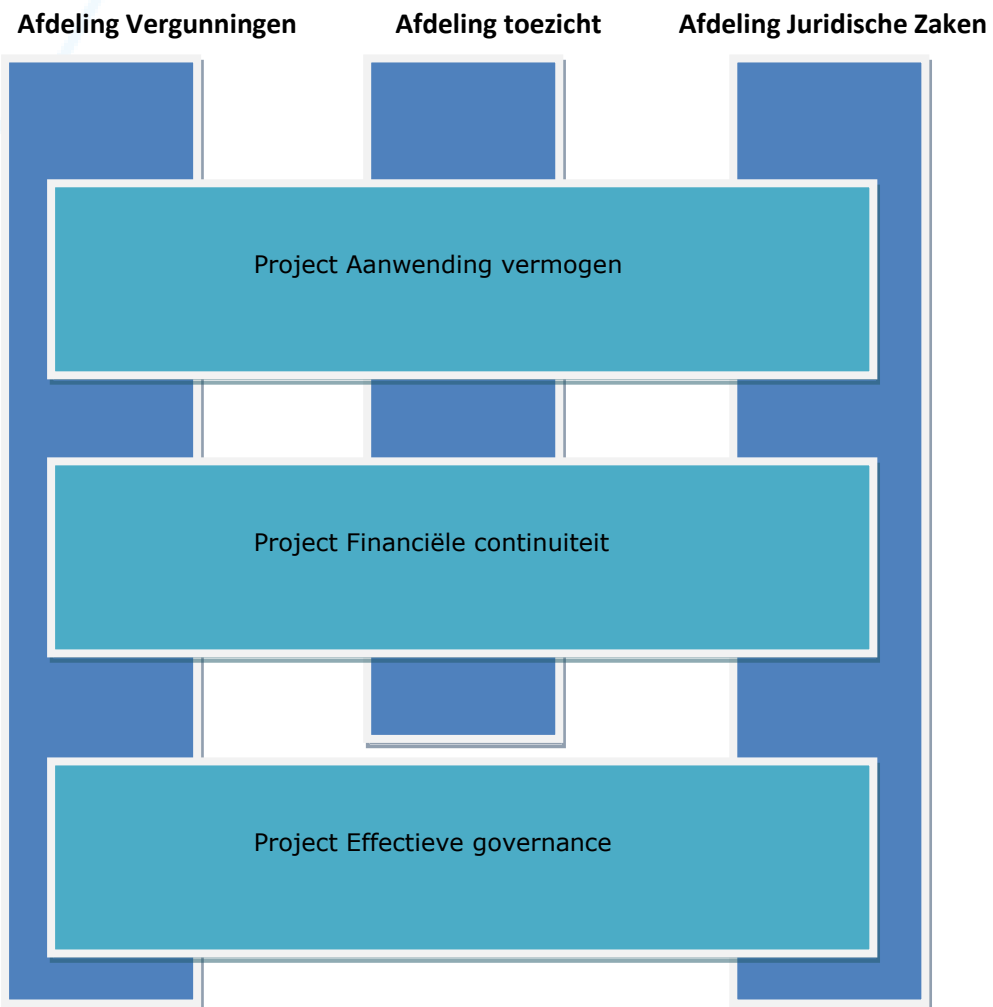 Afdeling Vergunningen Afdeling toezicht Afdeling Juridische Zaken
Project Aanwending vermogen
Project Financiële continuiteit
Project Effectieve governance